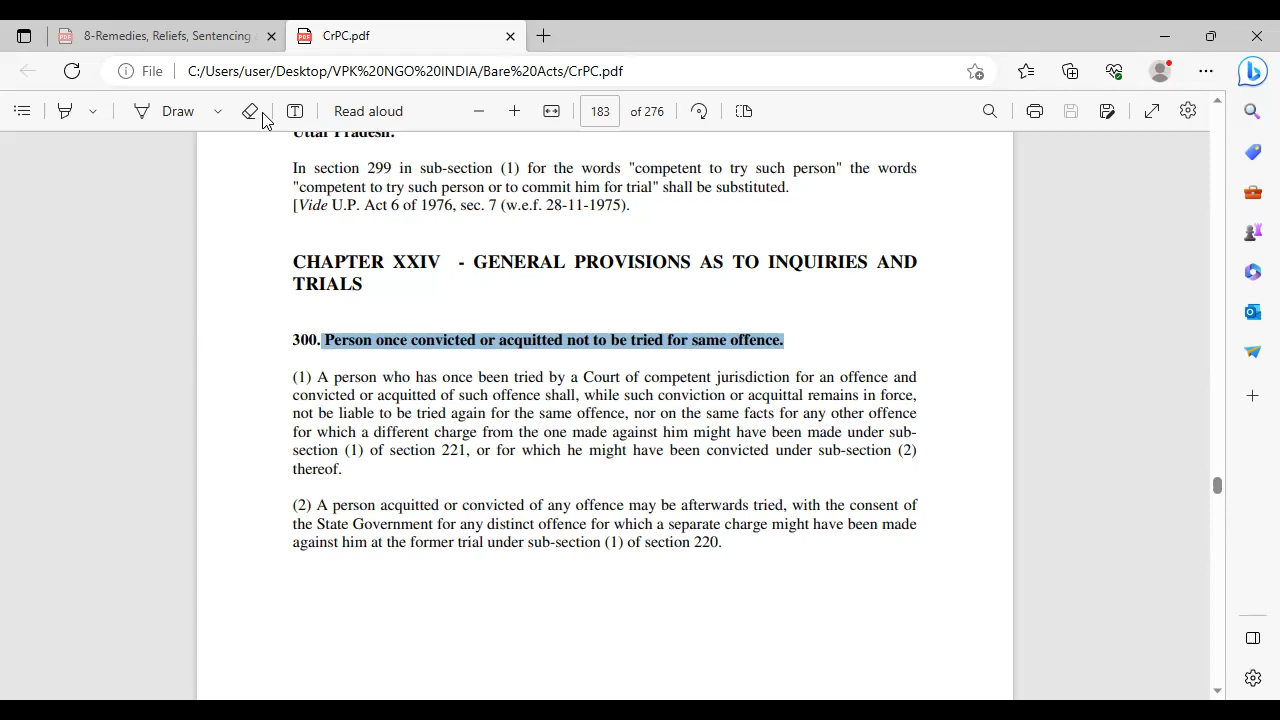 8-Remedies, Reliefs, Sentencing
CrPC.pdf
File
C:/Users/user/Desktop/VPK%20NGO%20INDIA/Bare%20Acts/CrPC.pdf
Draw
Read aloud
183 of 276
Uttar Pradesh.
In section 299 in sub-section (1) for the words "competent to try such person" the words
"competent to try such person or to commit him for trial" shall be substituted.
[Vide U.P. Act 6 of 1976, sec. 7 (w.e.f. 28-11-1975).
CHAPTER XXIV - GENERAL PROVISIONS AS TO INQUIRIES AND
TRIALS
300. Person once convicted or acquitted not to be tried for same offence.
(1) A person who has once been tried by a Court of competent jurisdiction for an offence and
convicted or acquitted of such offence shall, while such conviction or acquittal remains in force,
not be liable to be tried again for the same offence, nor on the same facts for any other offence
for which a different charge from the one made against him might have been made under sub-
section (1) of section 221, or for which he might have been convicted under sub-section (2)
thereof.
(2) A person acquitted or convicted of any offence may be afterwards tried, with the consent of
the State Government for any distinct offence for which a separate charge might have been made
against him at the former trial under sub-section (1) of section 220.